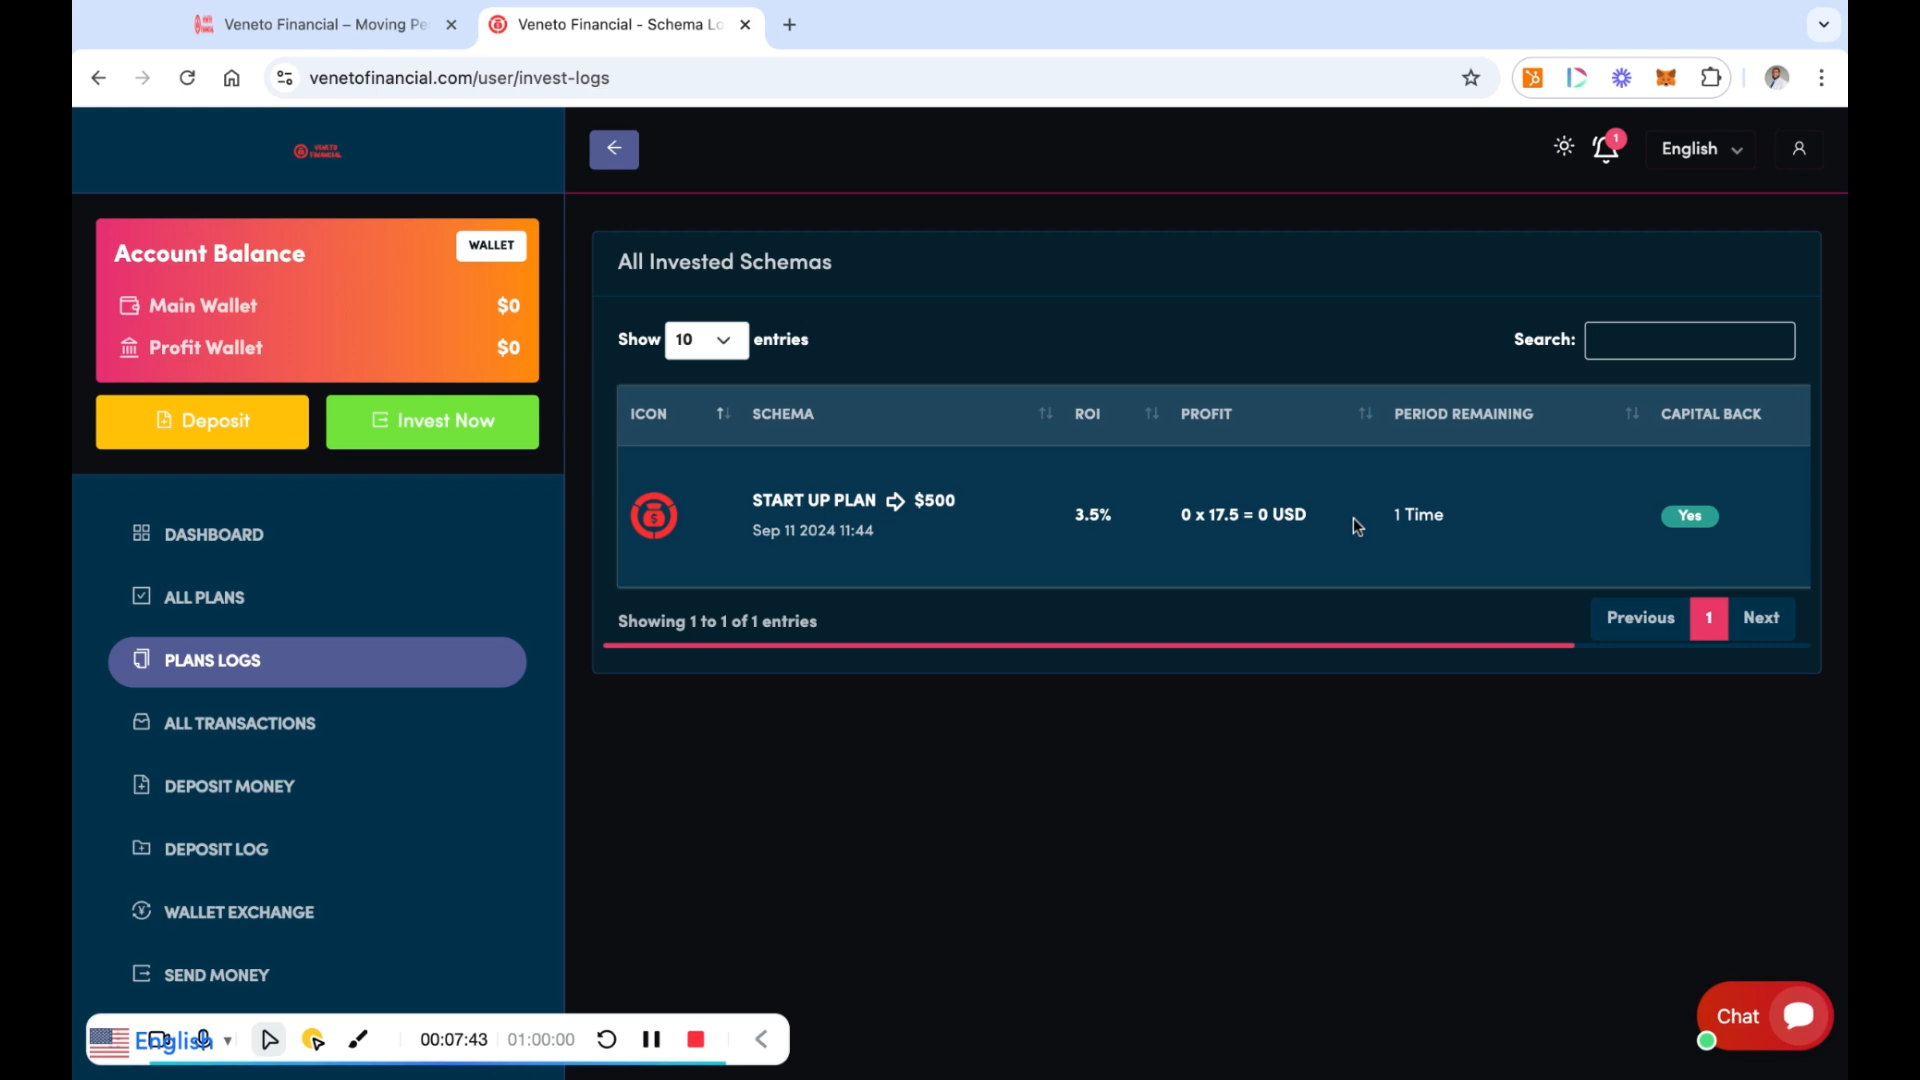 Veneto Financial – Moving Pe
Veneto Financial - Schema Lo
venetofinancial.com/user/invest-logs
VENETO
FINANCIAL
1
English
Account Balance
WALLET
Main Wallet $0
Profit Wallet $0
Deposit
Invest Now
DASHBOARD
ALL PLANS
PLANS LOGS
ALL TRANSACTIONS
DEPOSIT MONEY
DEPOSIT LOG
WALLET EXCHANGE
SEND MONEY
All Invested Schemas
Show 10 entries
Search:
ICON SCHEMA ROI PROFIT PERIOD REMAINING CAPITAL BACK
START UP PLAN $500
Sep 11 2024 11:44
3.5%
0 x 17.5 = 0 USD
1 Time
Yes
Showing 1 to 1 of 1 entries
Previous 1 Next
Chat
English
00:07:43 01:00:00